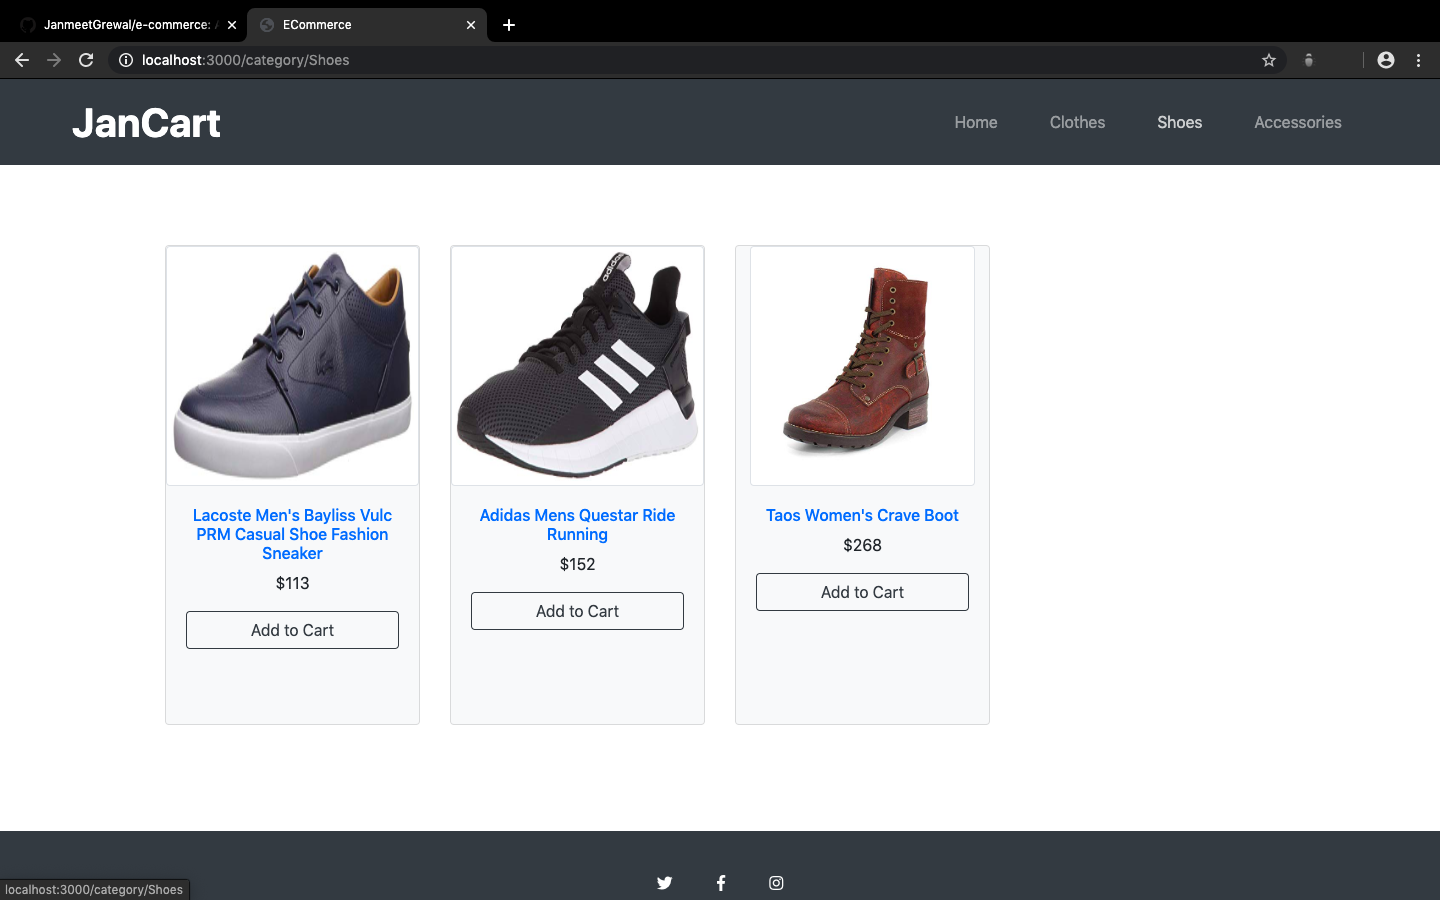 JanmeetGrewal/e-commerce:
ECommerce
localhost:3000/category/Shoes
JanCart
Home
Clothes
Shoes
Accessories
adidas
Lacoste Men's Bayliss Vulc
PRM Casual Shoe Fashion
Sneaker
$113
Add to Cart
Adidas Mens Questar Ride
Running
$152
Add to Cart
Taos Women's Crave Boot
$268
Add to Cart
localhost:3000/category/Shoes